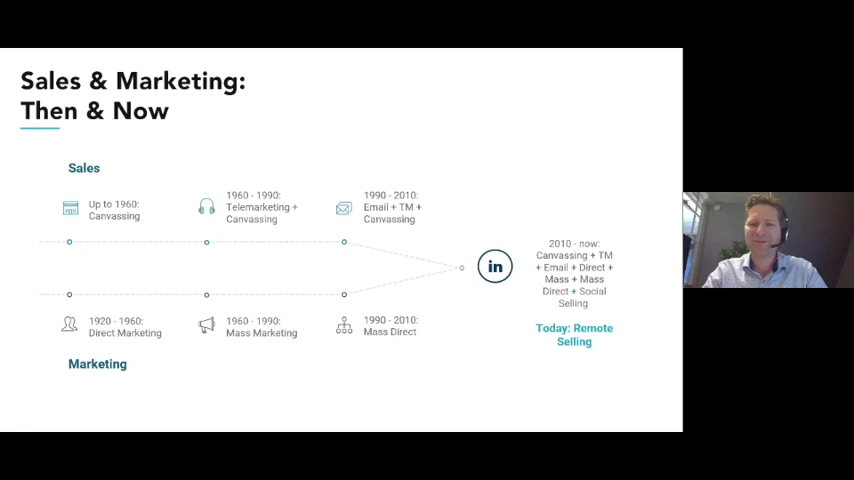 Sales & Marketing:
Then & Now
Sales
Up to 1960:
Canvassing
1960 - 1990:
Telemarketing +
Canvassing
1990 - 2010:
Email + TM +
Canvassing
in
2010 - now:
Canvassing + TM
+ Email + Direct +
Mass + Mass
Direct + Social
Selling
Today: Remote
Selling
1920 - 1960:
Direct Marketing
1960 - 1990:
Mass Marketing
1990 - 2010:
Mass Direct
Marketing